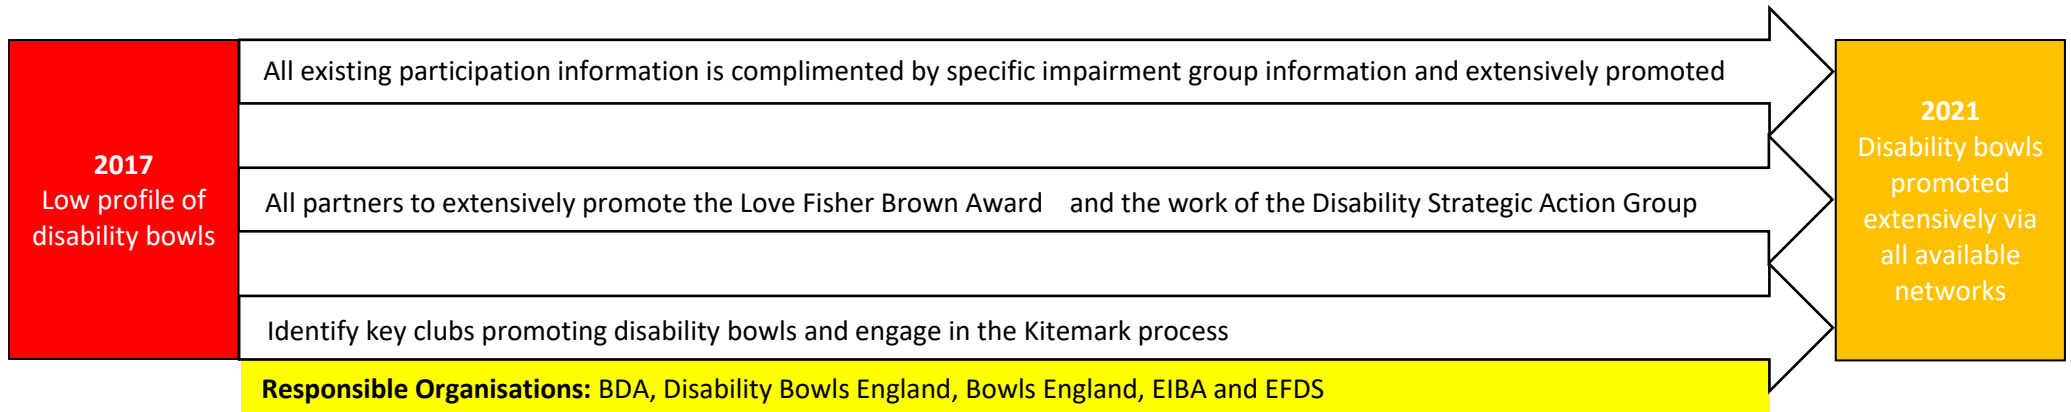 2017
Low profile of
disability bowls
All existing participation information is complimented by specific impairment group information and extensively promoted
All partners to extensively promote the Love Fisher Brown Award and the work of the Disability Strategic Action Group
Identify key clubs promoting disability bowls and engage in the Kitemark process
Responsible Organisations: BDA, Disability Bowls England, Bowls England, EIBA and EFDS
2021
Disability bowls
promoted
extensively via
all available
networks